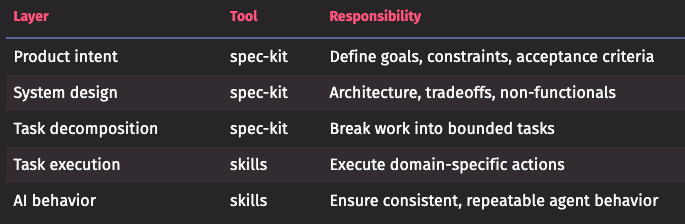 Layer Tool Responsibility
Product intent spec-kit Define goals, constraints, acceptance criteria
System design spec-kit Architecture, tradeoffs, non-functionals
Task decomposition spec-kit Break work into bounded tasks
Task execution skills Execute domain-specific actions
AI behavior skills Ensure consistent, repeatable agent behavior